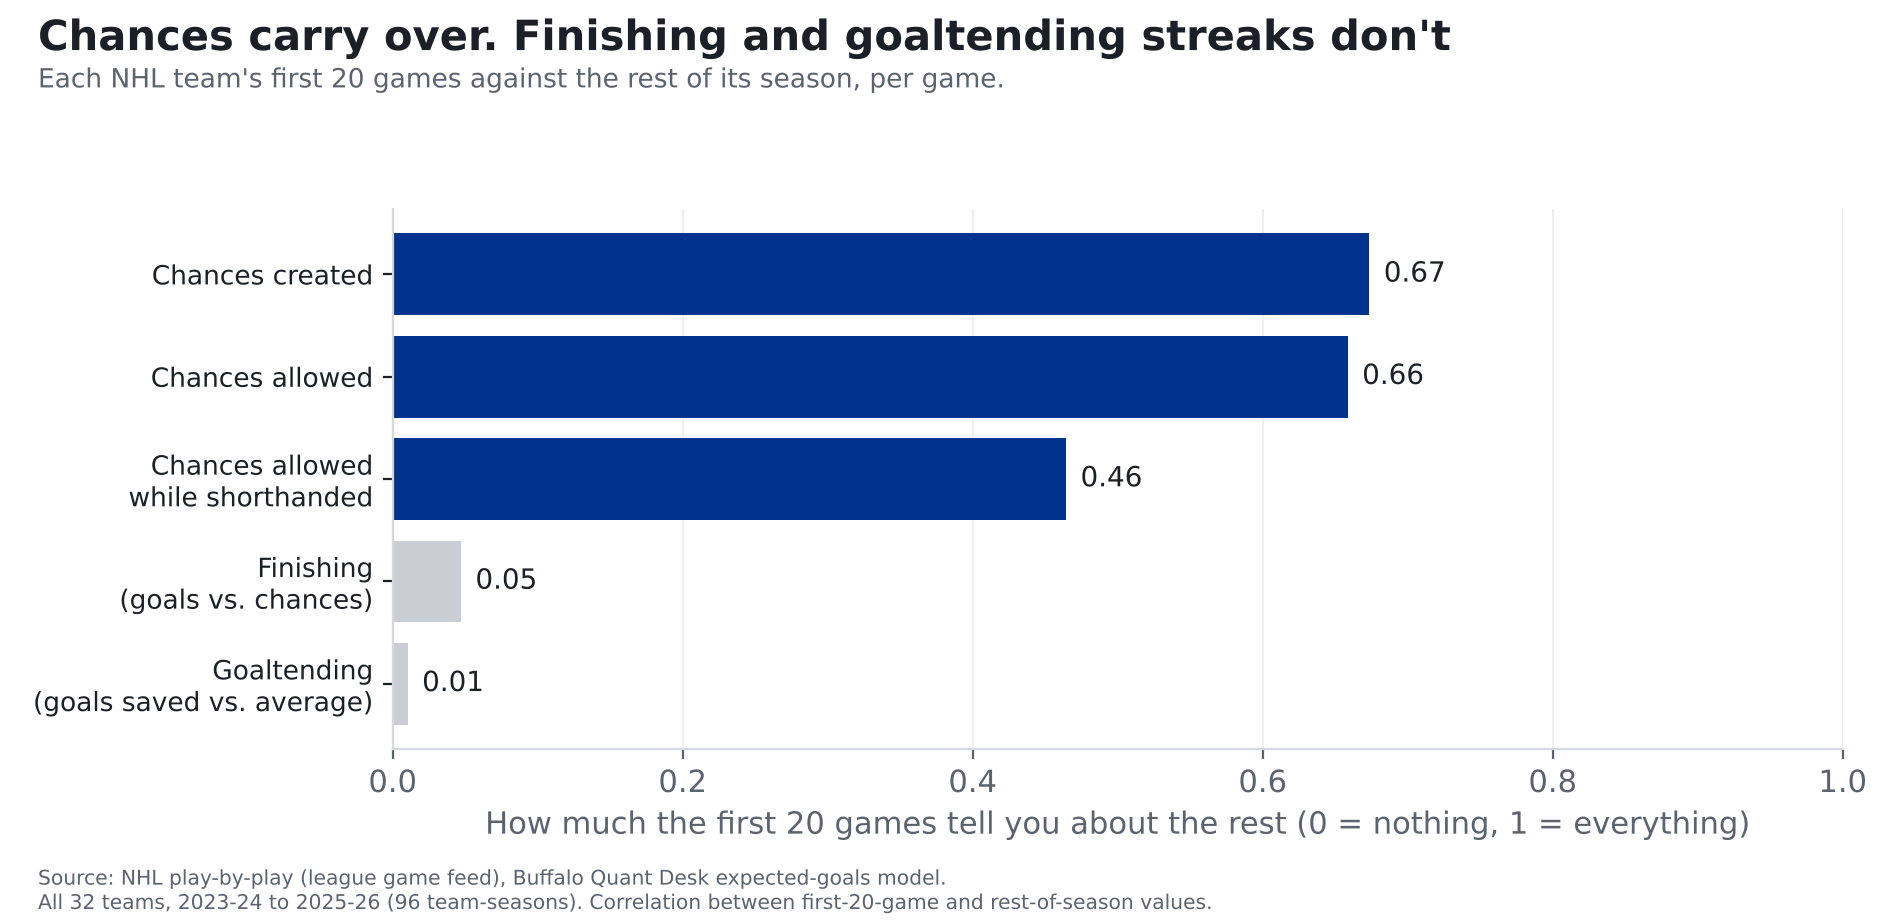 Chances carry over. Finishing and goaltending streaks don't
Each NHL team's first 20 games against the rest of its season, per game.
Chances created
0.67
Chances allowed
0.66
Chances allowed
while shorthanded
0.46
Finishing
(goals vs. chances)
0.05
Goaltending
(goals saved vs. average)
0.01
0.0 0.2 0.4 0.6 0.8 1.0
How much the first 20 games tell you about the rest (0 = nothing, 1 = everything)
Source: NHL play-by-play (league game feed), Buffalo Quant Desk expected-goals model.
All 32 teams, 2023-24 to 2025-26 (96 team-seasons). Correlation between first-20-game and rest-of-season values.